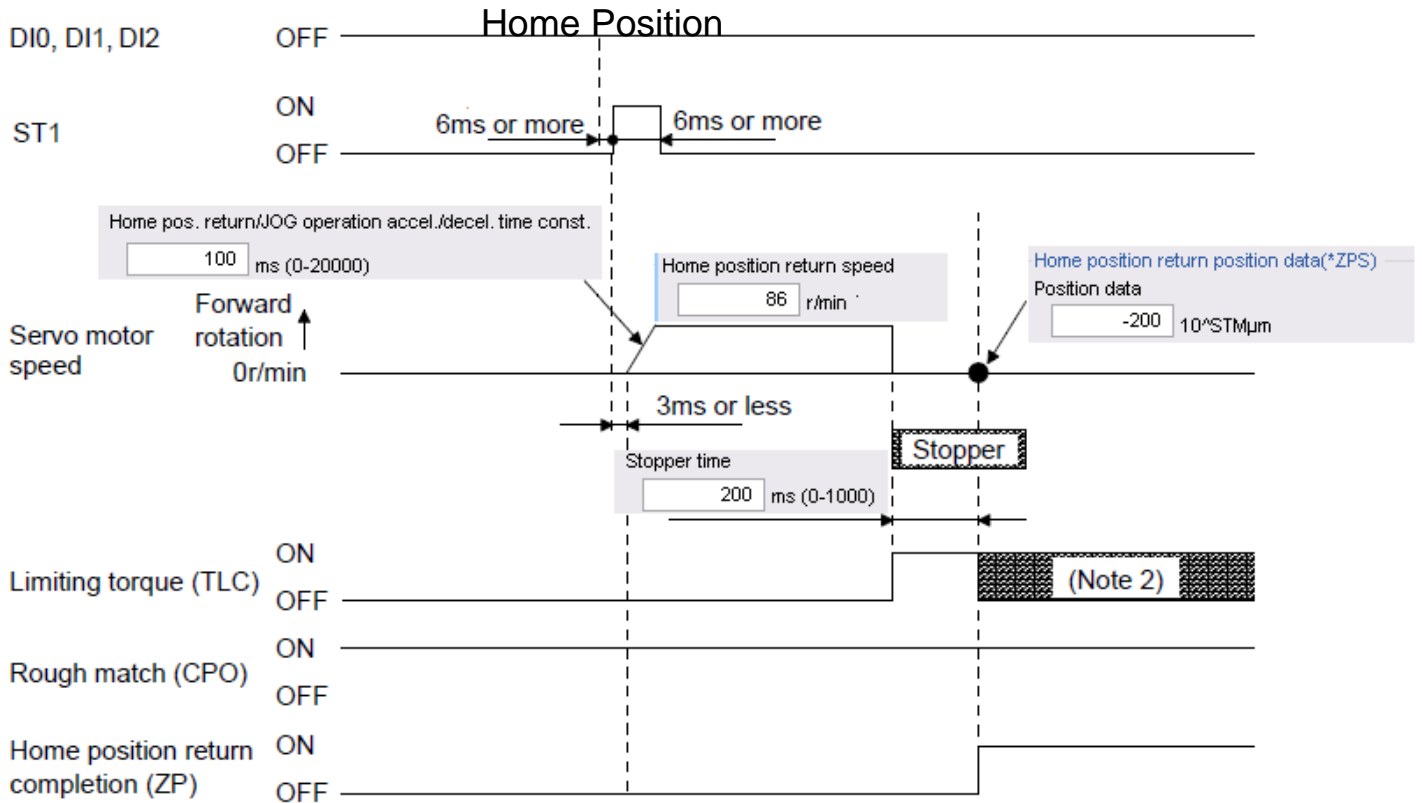 Home Position
DI0, DI1, DI2 OFF
ON
ST1 6ms or more 6ms or more
OFF
Home pos. return/JOG operation accel./decel. time const.
100 ms (0-20000)
Home position return speed
86 r/min
Home position return position data(*ZPS)
Position data
-200 10^STMμm
Forward
Servo motor rotation
speed
0r/min
3ms or less
Stopper
Stopper time
200 ms (0-1000)
ON
Limiting torque (TLC) (Note 2)
OFF
ON
Rough match (CPO)
OFF
Home position return ON
completion (ZP)
OFF